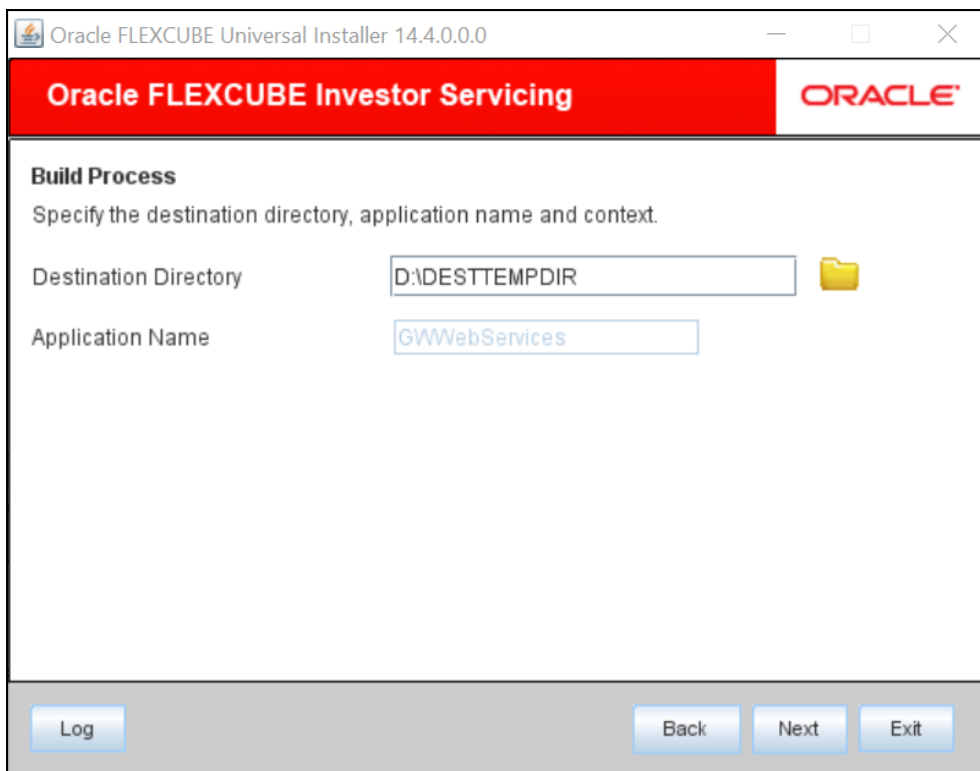 Oracle FLEXCUBE Universal Installer 14.4.0.0.0
Oracle FLEXCUBE Investor Servicing
ORACLE
Build Process
Specify the destination directory, application name and context.
Destination Directory D:\DESTTEMPDIR
Application Name GWWebServices
Log Back Next Exit